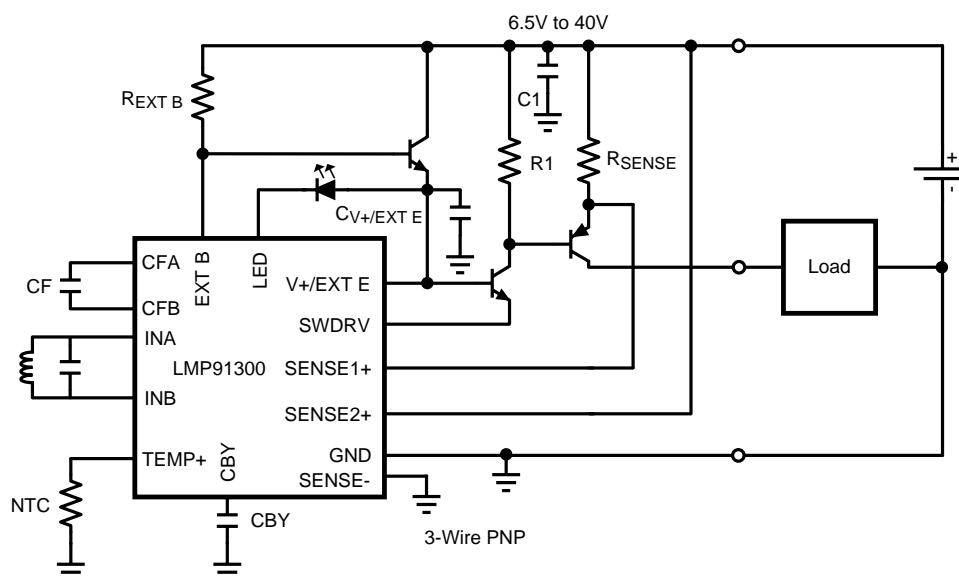 6.5V to 40V
REXT B
C1
R1
RSENSE
+
-
CV+/EXT E
EXT B
LED
CFA
CF
CFB
V+/EXT E
Load
SWDRV
INA
LMP91300
SENSE1+
INB
SENSE2+
TEMP+
CBY
GND
SENSE-
NTC
CBY
3-Wire PNP